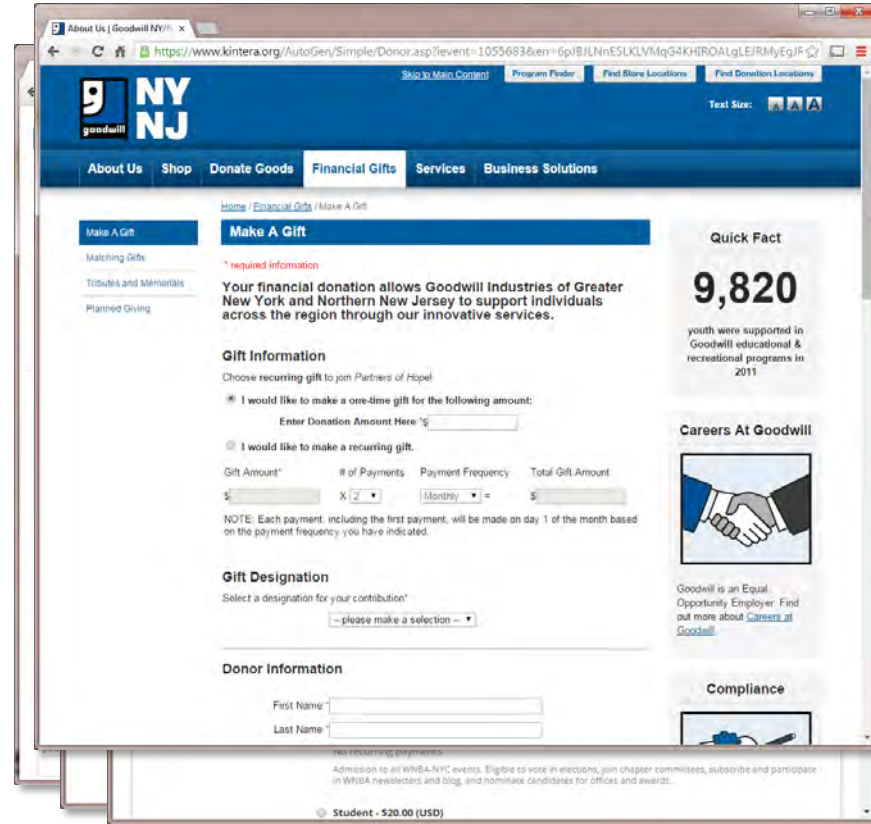 About Us | Goodwill NY/
https://www.kintera.org/AutoGen/Simple/Donor.asp?ievent=1055683&en=6pJBJLNnE5LKLVMqG4KHIROALgLEJRMyEgJF
Skip to Main Content
Program Finder
Find Store Locations
Find Donation Locations
goodwill
NY
NJ
Text Size: A A A
About Us Shop Donate Goods Financial Gifts Services Business Solutions
Home / Financial Gifts / Make A Gift
Make A Gift
Matching Gifts
Tributes and Memorials
Planned Giving
Make A Gift
* required information
Your financial donation allows Goodwill Industries of Greater
New York and Northern New Jersey to support individuals
across the region through our innovative services.
Gift Information
Choose recurring gift to join Partners of Hope!
I would like to make a one-time gift for the following amount:
Enter Donation Amount Here *$
I would like to make a recurring gift.
Gift Amount* # of Payments Payment Frequency Total Gift Amount
$ X 2 Monthly = $
NOTE: Each payment, including the first payment, will be made on day 1 of the month based
on the payment frequency you have indicated.
Gift Designation
Select a designation for your contribution*
-- please make a selection --
Donor Information
First Name:*
Last Name:*
Quick Fact
9,820
youth were supported in
Goodwill educational &
recreational programs in
2011
Careers At Goodwill
Goodwill is an Equal
Opportunity Employer. Find
out more about Careers at
Goodwill.
Compliance
No recurring payments
Admission to all WNBA-NYC events. Eligible to vote in elections, join chapter committees, subscribe and participate
in WNBA newsletters and blog, and nominate candidates for offices and awards.
Student - $20.00 (USD)